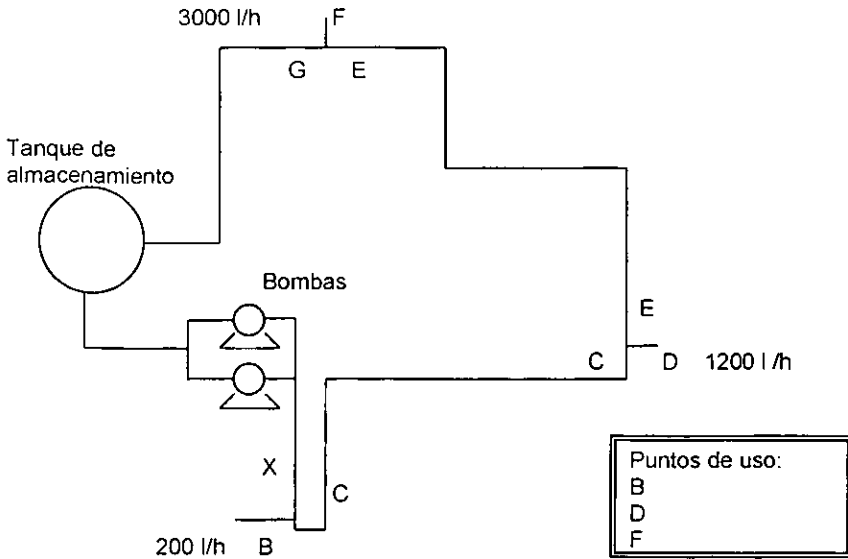 3000 l/h
F
G E
Tanque de
almacenamiento
Bombas
E
C D 1200 l /h
X
C
200 l/h B
Puntos de uso:
B
D
F